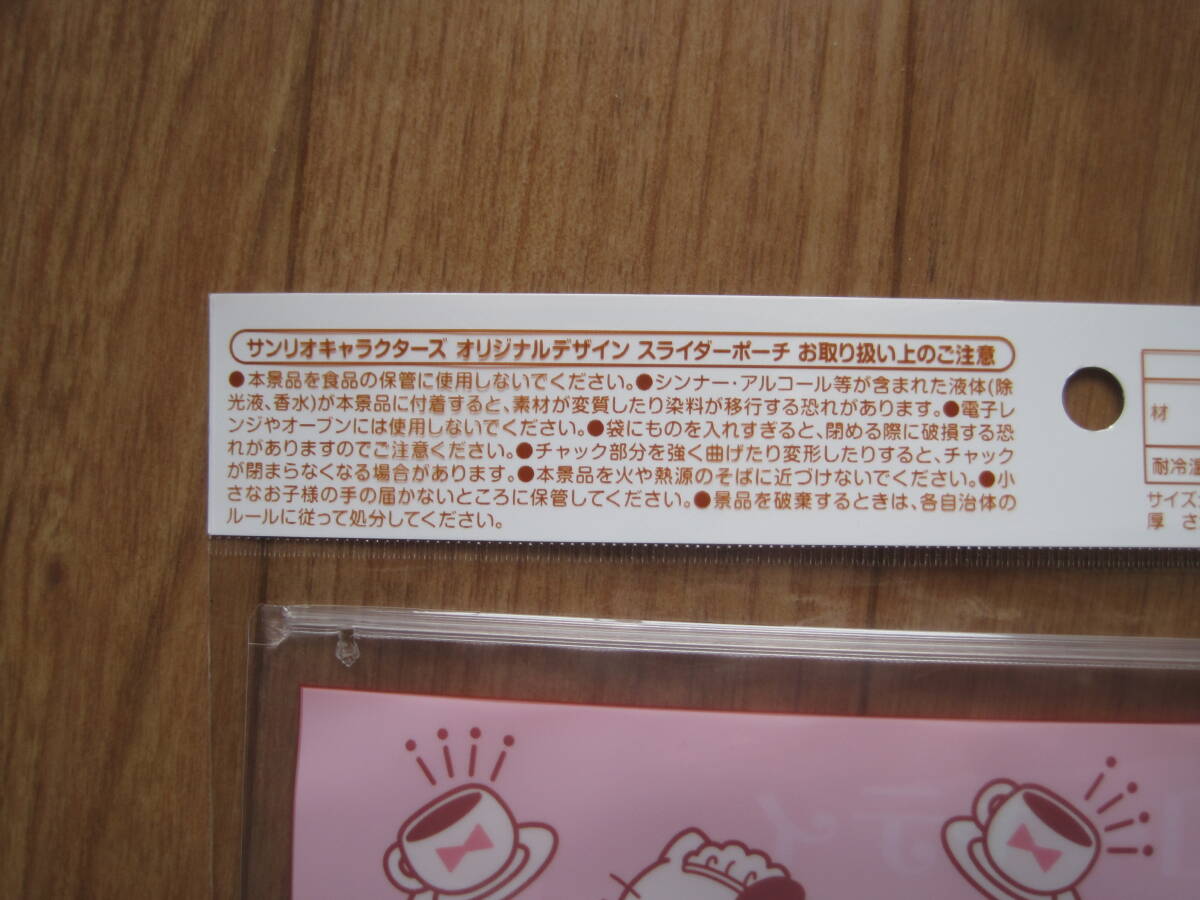 サンリオキャラクターズ オリジナルデザイン スライダーポーチ お取り扱い上のご注意
●本景品を食品の保管に使用しないでください。●シンナー・アルコール等が含まれた液体(除
光液、香水)が本景品に付着すると、素材が変質したり染料が移行する恐れがあります。●電子レ
ンジやオーブンには使用しないでください。●袋にものを入れすぎると、閉める際に破損する恐
れがありますのでご注意ください。●チャック部分を強く曲げたり変形したりすると、チャック
が閉まらなくなる場合があります。●本景品を火や熱源のそばに近づけないでください。●小
さなお子様の手の届かないところに保管してください。●景品を破棄するときは、各自治体の
ルールに従って処分してください。
材
耐冷温
サイズ
厚 さ
ティ